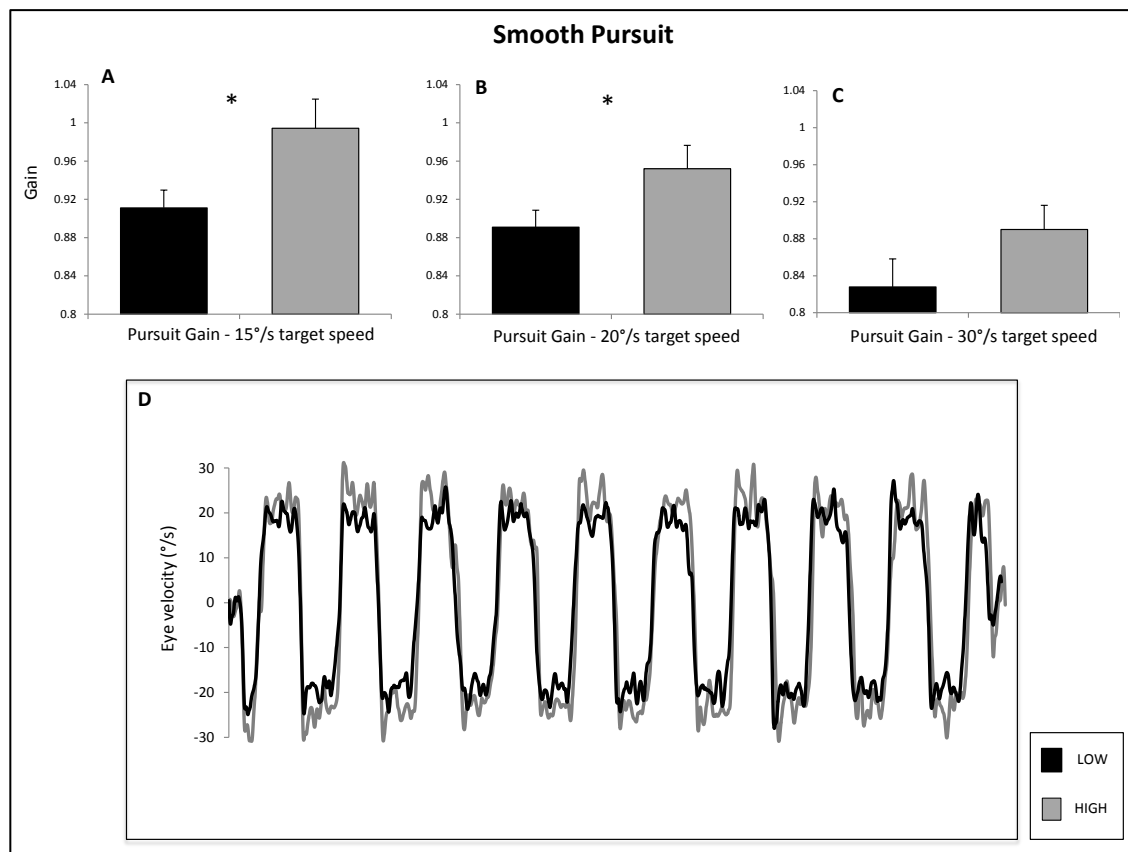 Smooth Pursuit
A
1.04
1
0.96
0.92
0.88
0.84
0.8
Gain
*
Pursuit Gain - 15°/s target speed
B
1.04
1
0.96
0.92
0.88
0.84
0.8
*
Pursuit Gain - 20°/s target speed
C
1.04
1
0.96
0.92
0.88
0.84
0.8
Pursuit Gain - 30°/s target speed
D
30
20
10
0
-10
-20
-30
Eye velocity (°/s)
LOW
HIGH